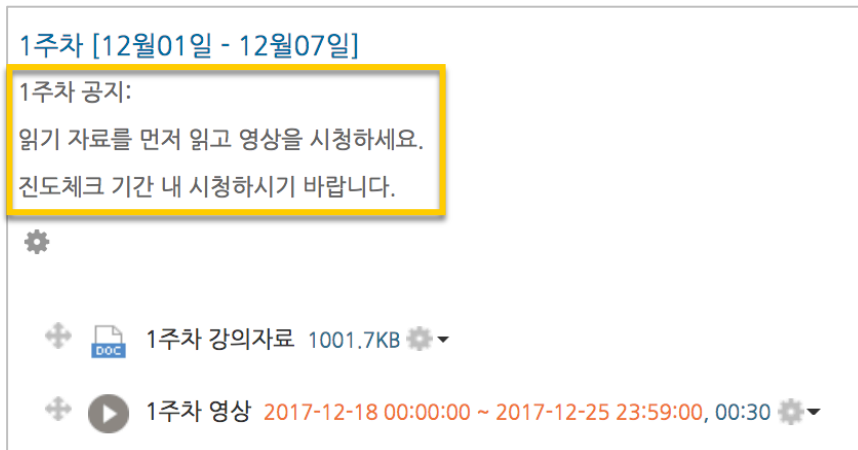 1주차 [12월01일 - 12월07일]
1주차 공지:
읽기 자료를 먼저 읽고 영상을 시청하세요.
진도체크 기간 내 시청하시기 바랍니다.
DOC 1주차 강의자료 1001.7KB
1주차 영상 2017-12-18 00:00:00 ~ 2017-12-25 23:59:00, 00:30